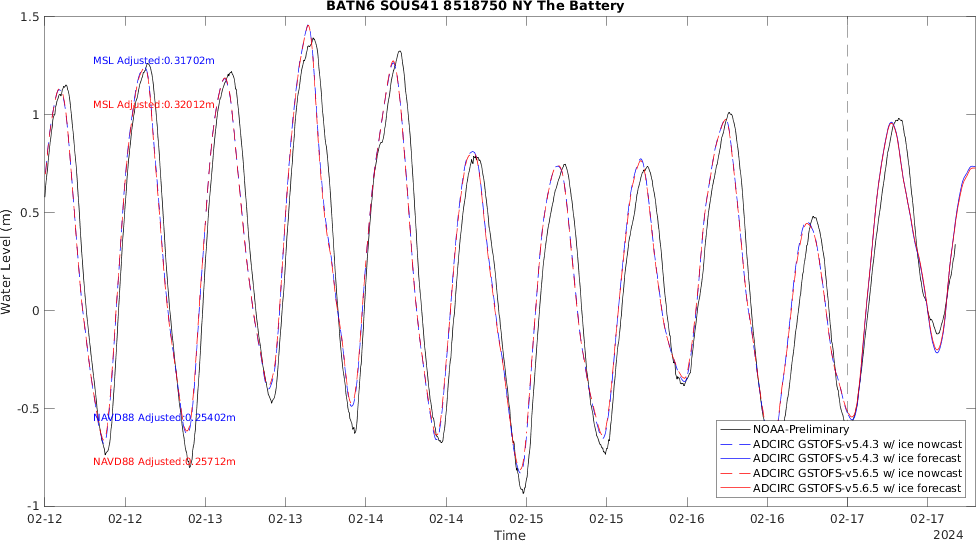 BATN6 SOUS41 8518750 NY The Battery
1.5
1
0.5
0
-0.5
-1
Water Level (m)
MSL Adjusted:0.31702m
MSL Adjusted:0.32012m
NAVD88 Adjusted:0.25402m
NAVD88 Adjusted:0.25712m
NOAA-Preliminary
ADCIRC GSTOFS-v5.4.3 w/ ice nowcast
ADCIRC GSTOFS-v5.4.3 w/ ice forecast
ADCIRC GSTOFS-v5.6.5 w/ ice nowcast
ADCIRC GSTOFS-v5.6.5 w/ ice forecast
02-12 02-12 02-13 02-13 02-14 02-14 02-15 02-15 02-16 02-16 02-17 02-17
Time
2024